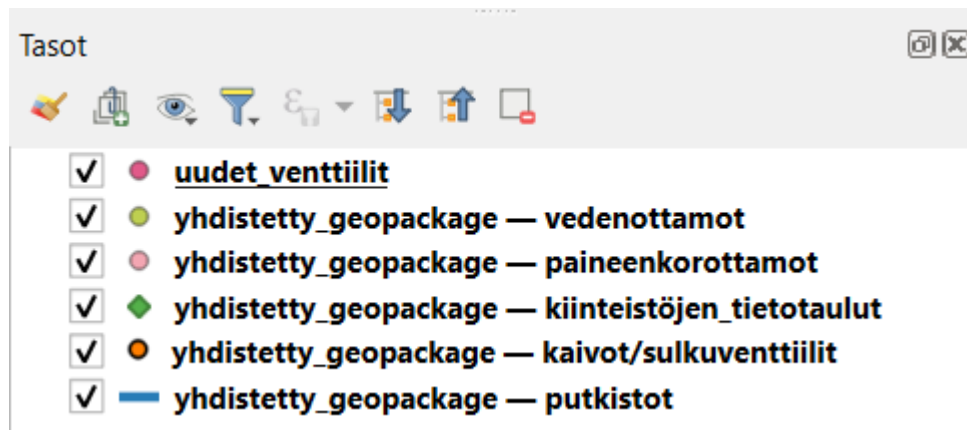 Tasot
uudet_venttiilit
yhdistetty_geopackage — vedenottamot
yhdistetty_geopackage — paineenkorottamot
yhdistetty_geopackage — kiinteistöjen_tietotaulut
yhdistetty_geopackage — kaivot/sulkuventtiilit
yhdistetty_geopackage — putkistot